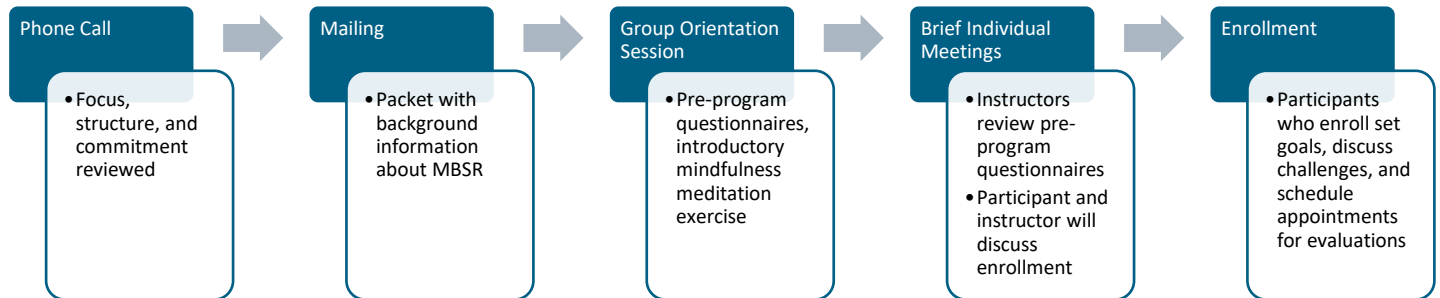 Phone Call
•Focus,
structure, and
commitment
reviewed
Mailing
•Packet with
background
information
about MBSR
Group Orientation
Session
•Pre-program
questionnaires,
introductory
mindfulness
meditation
exercise
Brief Individual
Meetings
•Instructors
review pre-
program
questionnaires
•Participant and
instructor will
discuss
enrollment
Enrollment
•Participants
who enroll set
goals, discuss
challenges, and
schedule
appointments
for evaluations